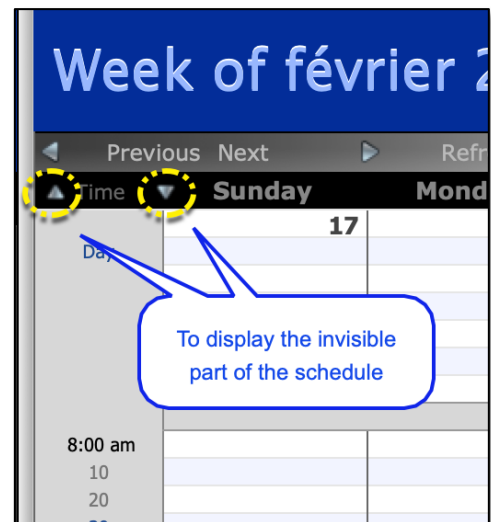 Week of février
Previous Next Refr
Time Sunday Mond
17
Day
To display the invisible
part of the schedule
8:00 am
10
20